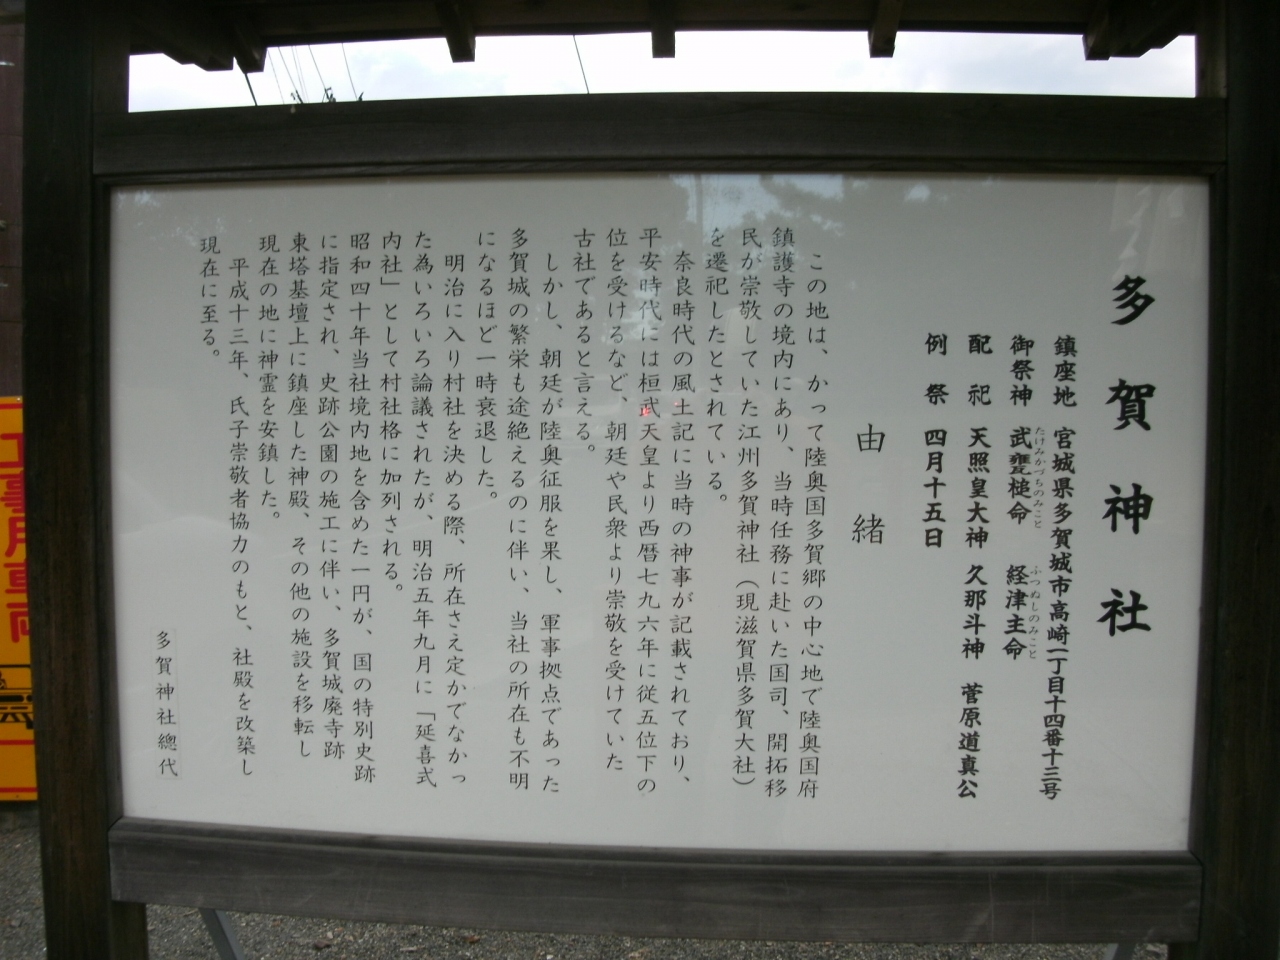 多賀神社
鎮座地 宮城県多賀城市高崎一丁目十四番十三号
御祭神 武甕槌命 経津主命
たけみかづちのみこと ふつぬしのみこと
配祀 天照皇大神 久那斗神 菅原道真公
例祭 四月十五日
由緒
この地は、かって陸奥国多賀郷の中心地で陸奥国府
鎮護寺の境内にあり、当時任務に赴いた国司、開拓移
民が崇敬していた江州多賀神社（現滋賀県多賀大社）
を遷祀したとされている。
奈良時代の風土記に当時の神事が記載されており、
平安時代には桓武天皇より西暦七九六年に従五位下の
位を受けるなど、朝廷や民衆より崇敬を受けていた
古社であると言える。
しかし、朝廷が陸奥征服を果し、軍事拠点であった
多賀城の繁栄も途絶えるのに伴い、当社の所在も不明
になるほど一時衰退した。
明治に入り村社を決める際、所在さえ定かでなかっ
た為いろいろ論議されたが、明治五年九月に「延喜式
内社」として村社格に加列される。
昭和四十年当社境内地を含めた一円が、国の特別史跡
に指定され、史跡公園の施工に伴い、多賀城廃寺跡
東塔基壇上に鎮座した神殿、その他の施設を移転し
現在の地に神霊を安鎮した。
平成十三年、氏子崇敬者協力のもと、社殿を改築し
現在に至る。
多賀神社總代
工事用車両